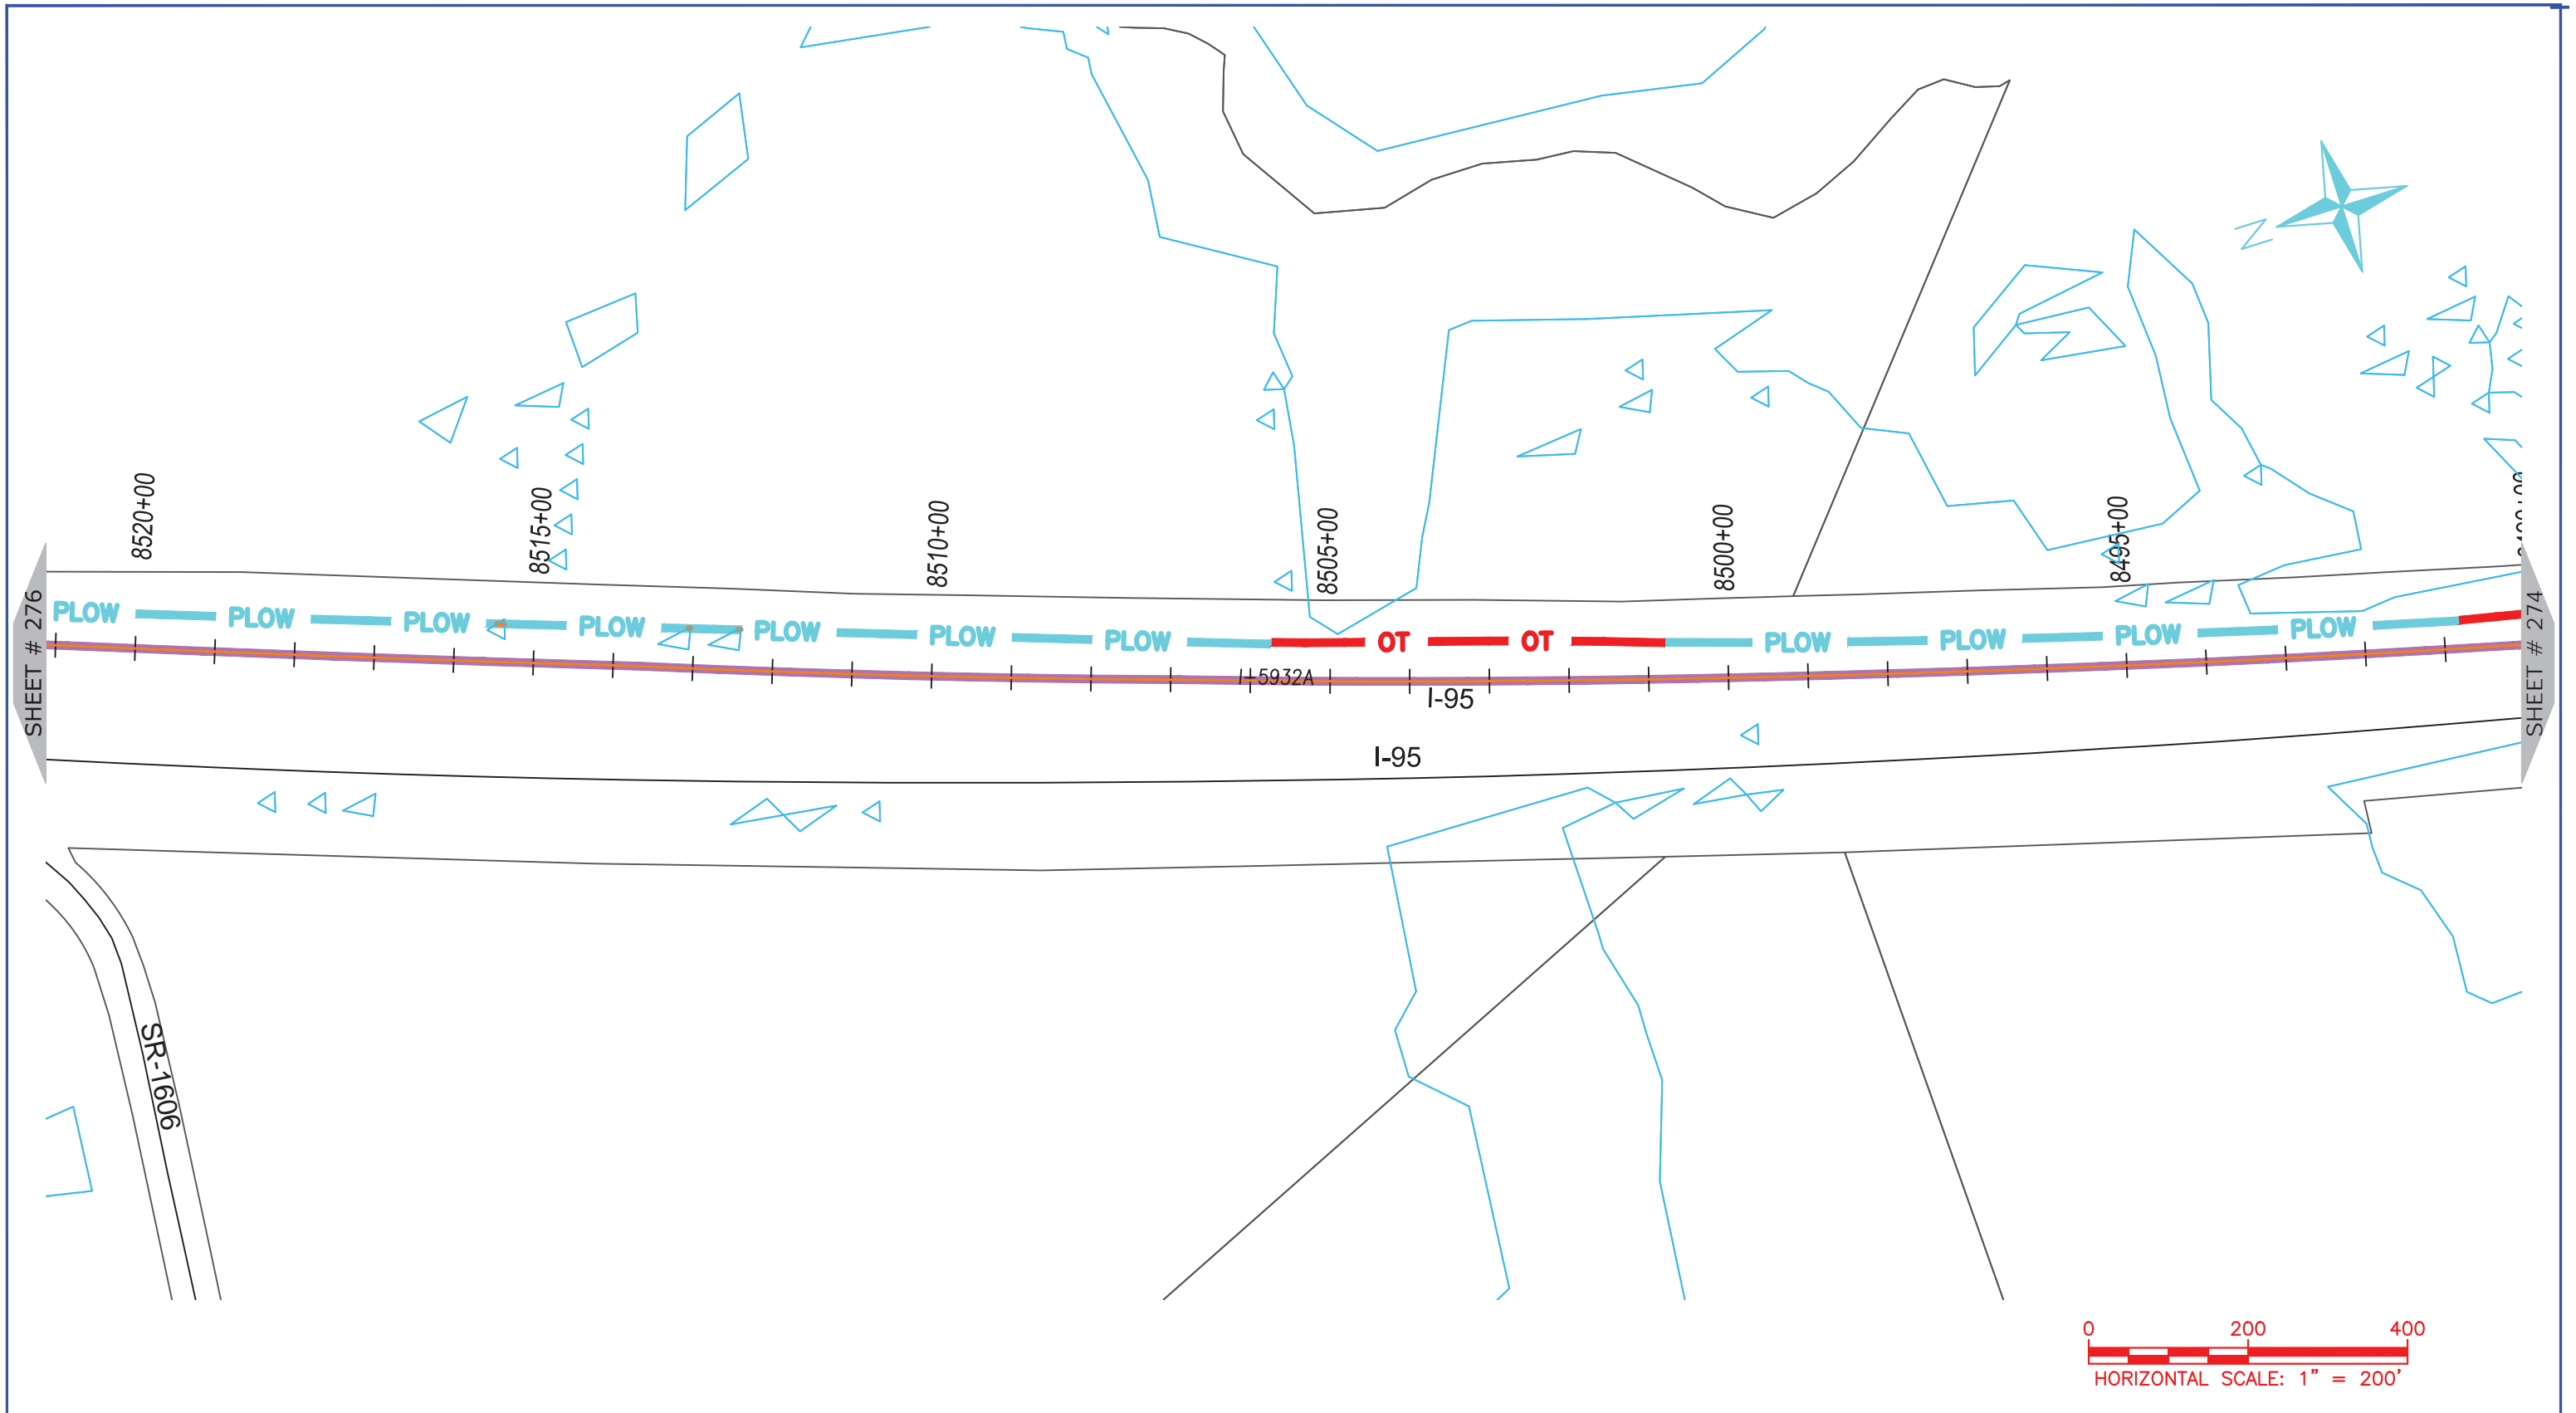 N
8520+00
8515+00
8510+00
8505+00
8500+00
8495+00
SHEET # 276
PLOW PLOW PLOW PLOW PLOW PLOW PLOW OT OT PLOW PLOW PLOW PLOW
SHEET # 274
I-5932A
I-95
I-95
SR-1606
0 200 400
HORIZONTAL SCALE: 1" = 200'